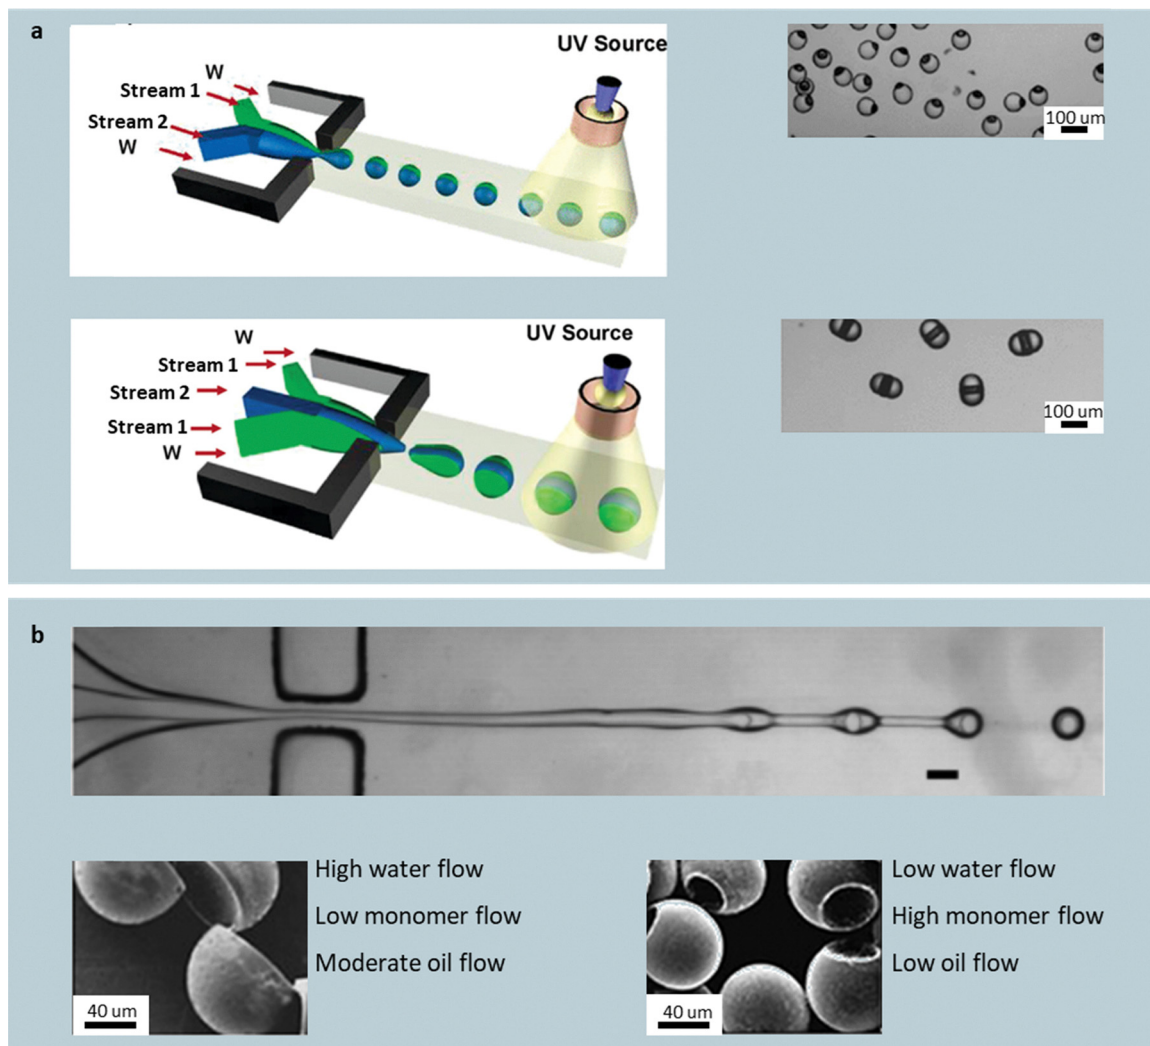 a
UV Source
W
Stream 1
Stream 2
W
100 um
UV Source
W
Stream 1
Stream 2
Stream 1
W
100 um
b
High water flow
Low monomer flow
Moderate oil flow
40 um
Low water flow
High monomer flow
Low oil flow
40 um